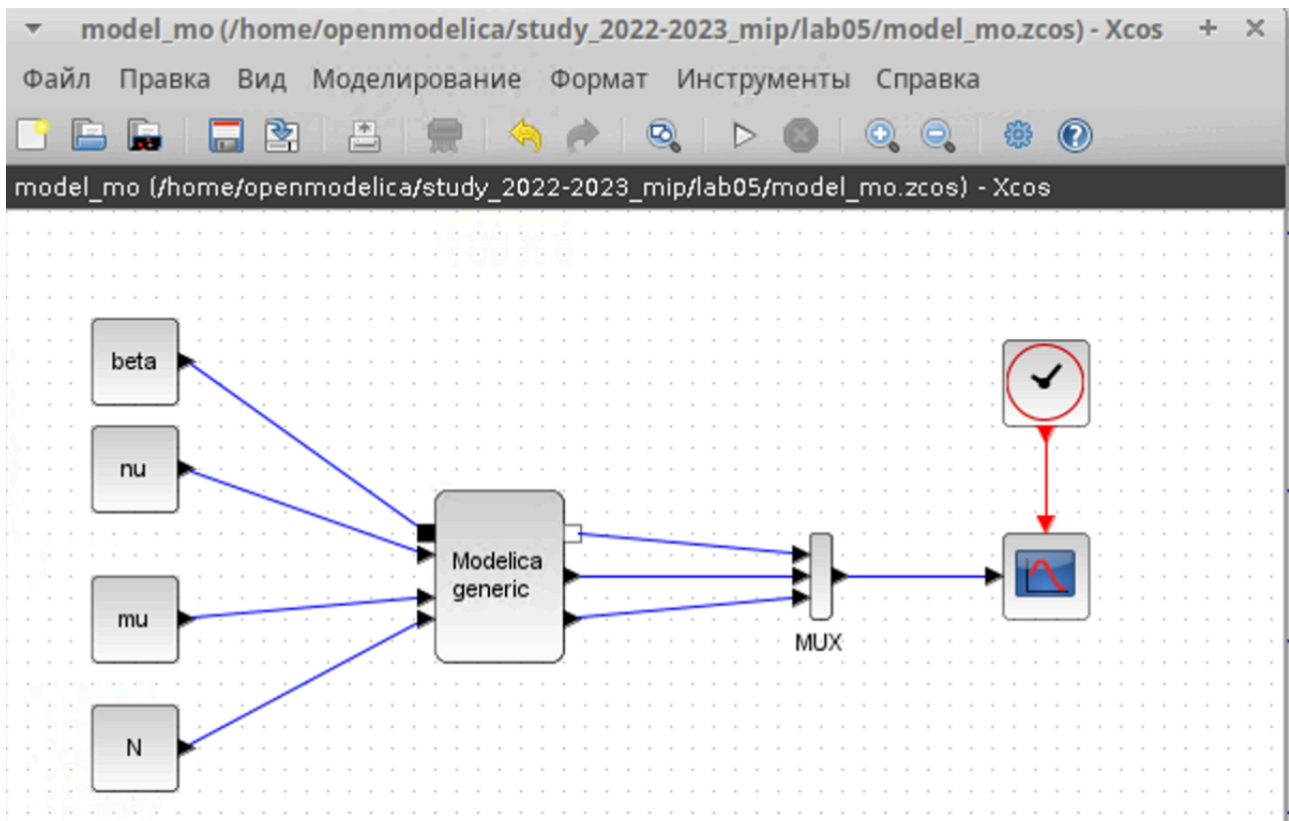 model_mo (/home/openmodelica/study_2022-2023_mip/lab05/model_mo.zcos) - Xcos
Файл Правка Вид Моделирование Формат Инструменты Справка
model_mo (/home/openmodelica/study_2022-2023_mip/lab05/model_mo.zcos) - Xcos
beta
nu
Modelica
generic
mu
MUX
N